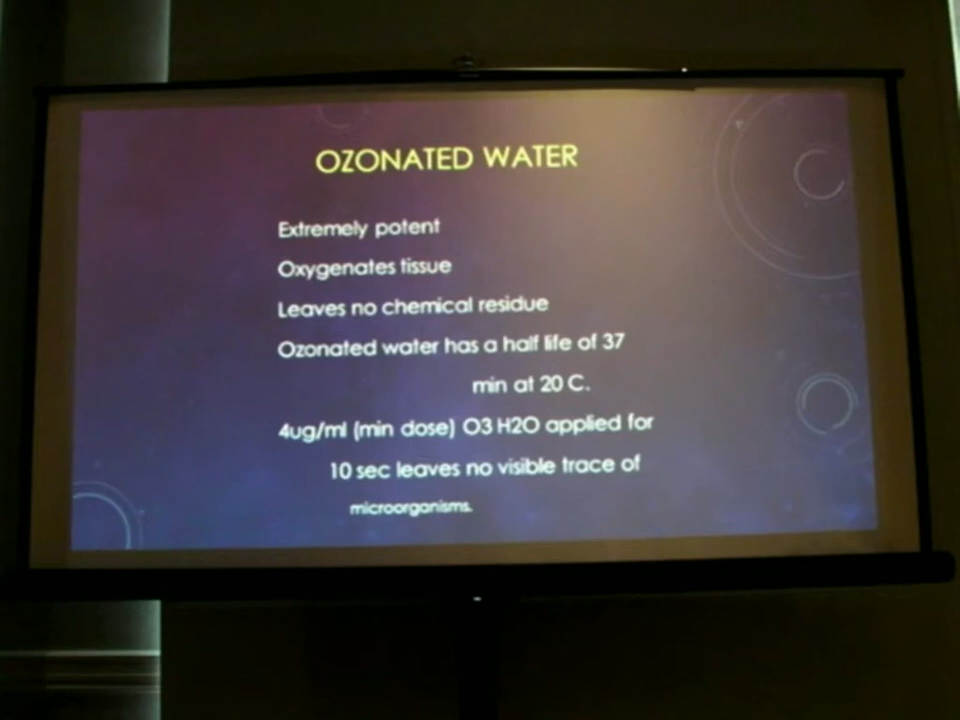 OZONATED WATER
Extremely potent
Oxygenates tissue
Leaves no chemical residue
Ozonated water has a half life of 37
min at 20 C.
4ug/ml (min dose) O3 H2O applied for
10 sec leaves no visible trace of
microorganisms.